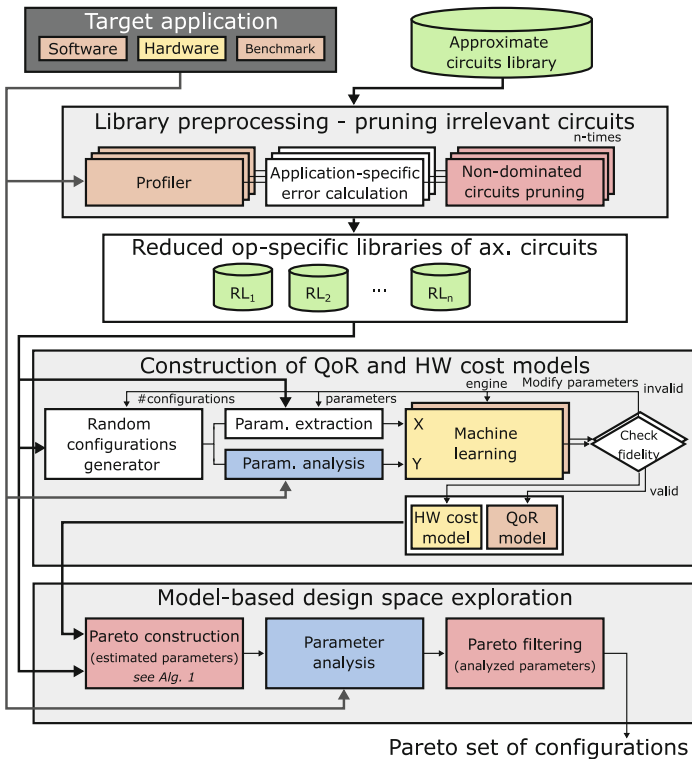 Target application
Software
Hardware
Benchmark
Approximate
circuits library
Library preprocessing - pruning irrelevant circuits
n-times
Profiler
Application-specific
error calculation
Non-dominated
circuits pruning
Reduced op-specific libraries of ax. circuits
RL1
RL2
...
RLn
Construction of QoR and HW cost models
#configurations
parameters
engine
Modify parameters
invalid
Random
configurations
generator
Param. extraction
Param. analysis
X
Y
Machine
learning
Check
fidelity
valid
HW cost
model
QoR
model
Model-based design space exploration
Pareto construction
(estimated parameters)
see Alg. 1
Parameter
analysis
Pareto filtering
(analyzed parameters)
Pareto set of configurations